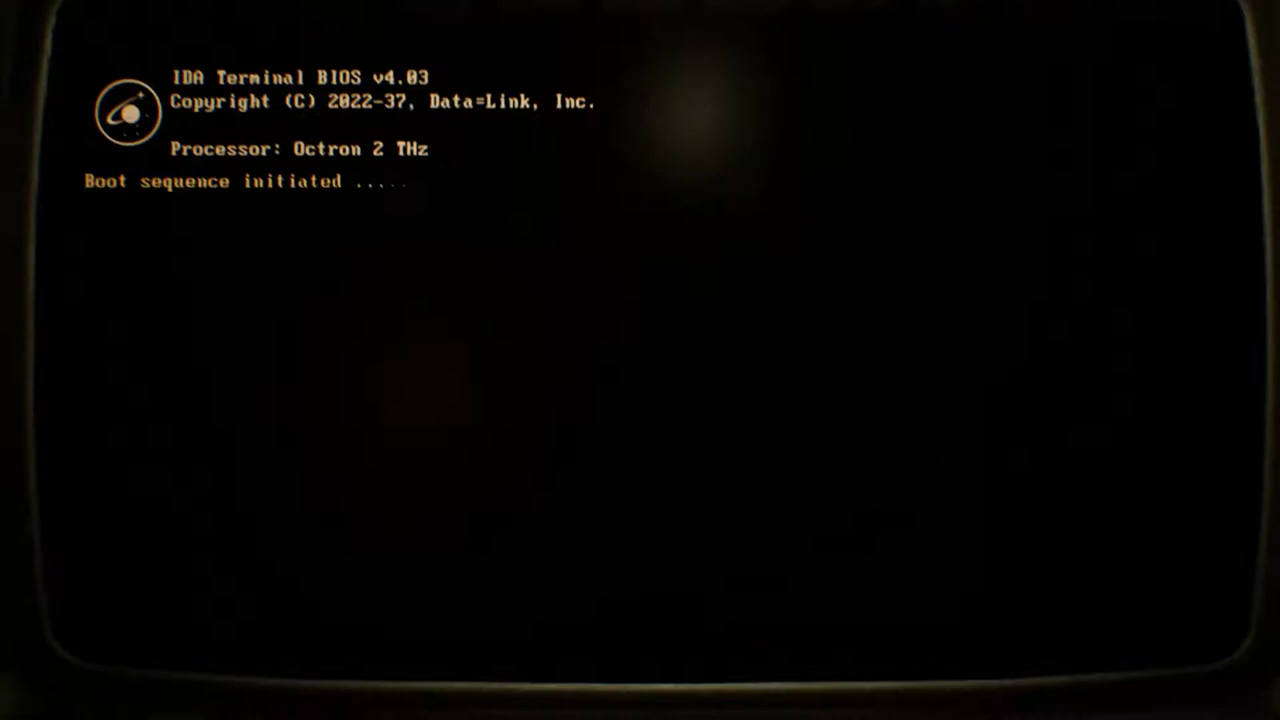 IDA Terminal BIOS v4.03
Copyright (C) 2022-37, Data=Link, Inc.
Processor: Octron 2 THz
Boot sequence initiated .....